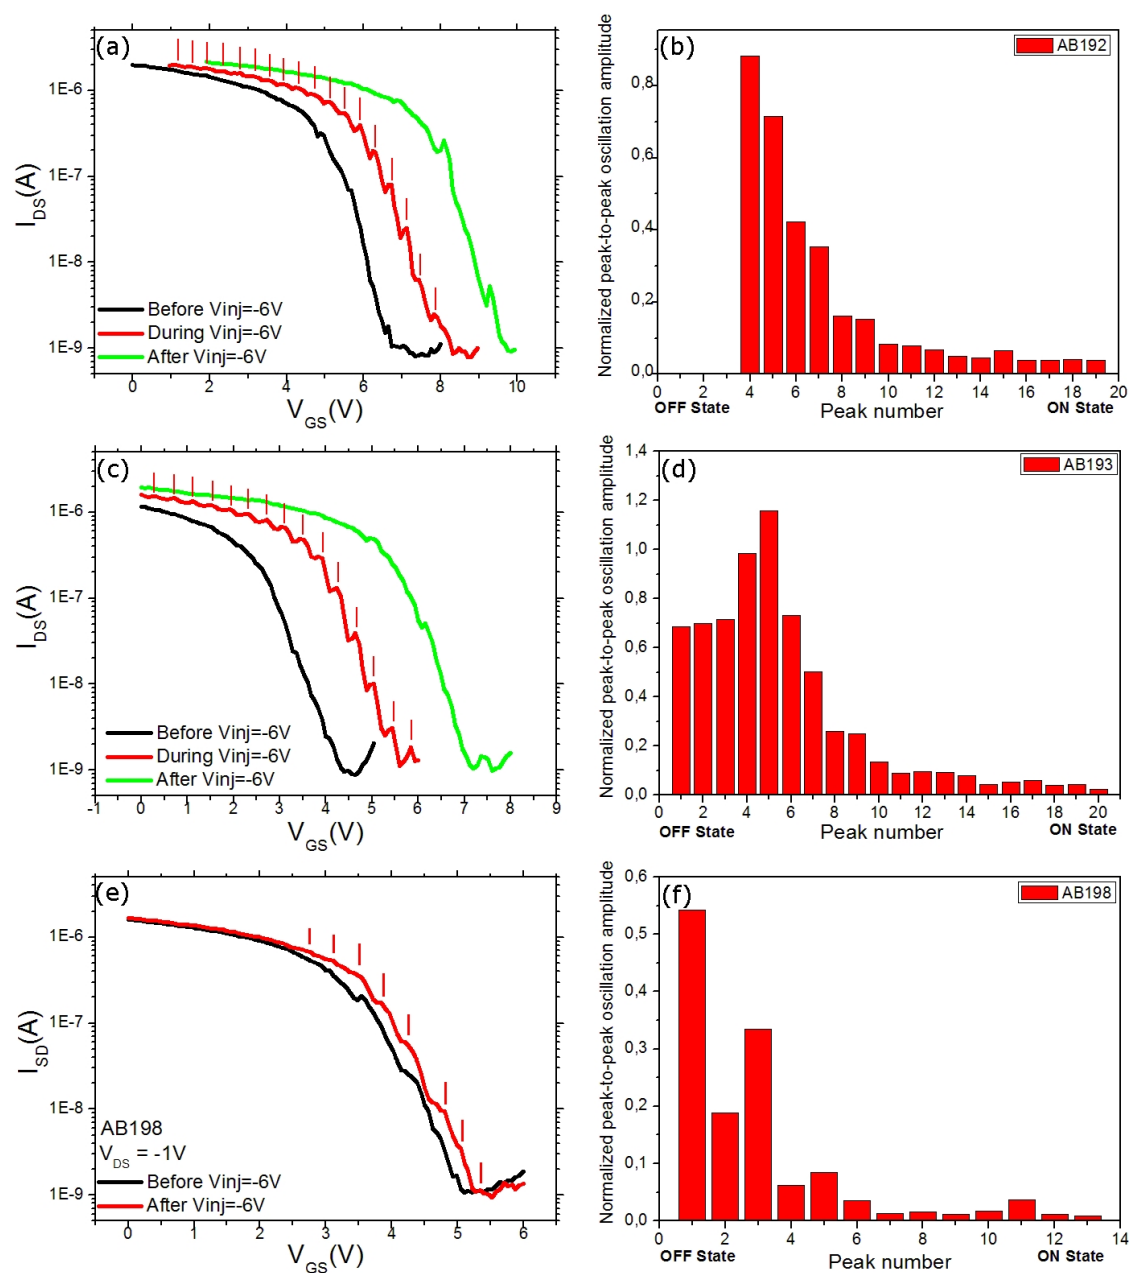 (a)
1E-6
1E-7
1E-8
1E-9
I_DS(A)
Before Vinj=-6V
During Vinj=-6V
After Vinj=-6V
0 2 4 6 8 10
V_GS(V)
(b)
AB192
Normalized peak-to-peak oscillation amplitude
0,8
0,6
0,4
0,2
0,0
0 2 4 6 8 10 12 14 16 18 20
OFF State Peak number ON State
(c)
1E-6
1E-7
1E-8
1E-9
I_DS(A)
Before Vinj=-6V
During Vinj=-6V
After Vinj=-6V
-1 0 1 2 3 4 5 6 7 8 9
V_GS(V)
(d)
AB193
Normalized peak-to-peak oscillation amplitude
1,4
1,2
1,0
0,8
0,6
0,4
0,2
0,0
0 2 4 6 8 10 12 14 16 18 20
OFF State Peak number ON State
(e)
1E-6
1E-7
1E-8
1E-9
I_SD(A)
AB198
V_DS = -1V
Before Vinj=-6V
After Vinj=-6V
0 1 2 3 4 5 6
V_GS(V)
(f)
AB198
Normalized peak-to-peak oscillation amplitude
0,6
0,5
0,4
0,3
0,2
0,1
0,0
0 2 4 6 8 10 12 14
OFF State Peak number ON State